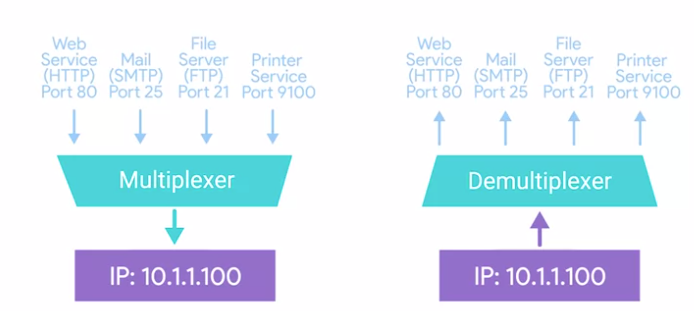 Web
Service
(HTTP)
Port 80
Mail
(SMTP)
Port 25
File
Server
(FTP)
Port 21
Printer
Service
Port 9100
Multiplexer
IP: 10.1.1.100
Web
Service
(HTTP)
Port 80
Mail
(SMTP)
Port 25
File
Server
(FTP)
Port 21
Printer
Service
Port 9100
Demultiplexer
IP: 10.1.1.100